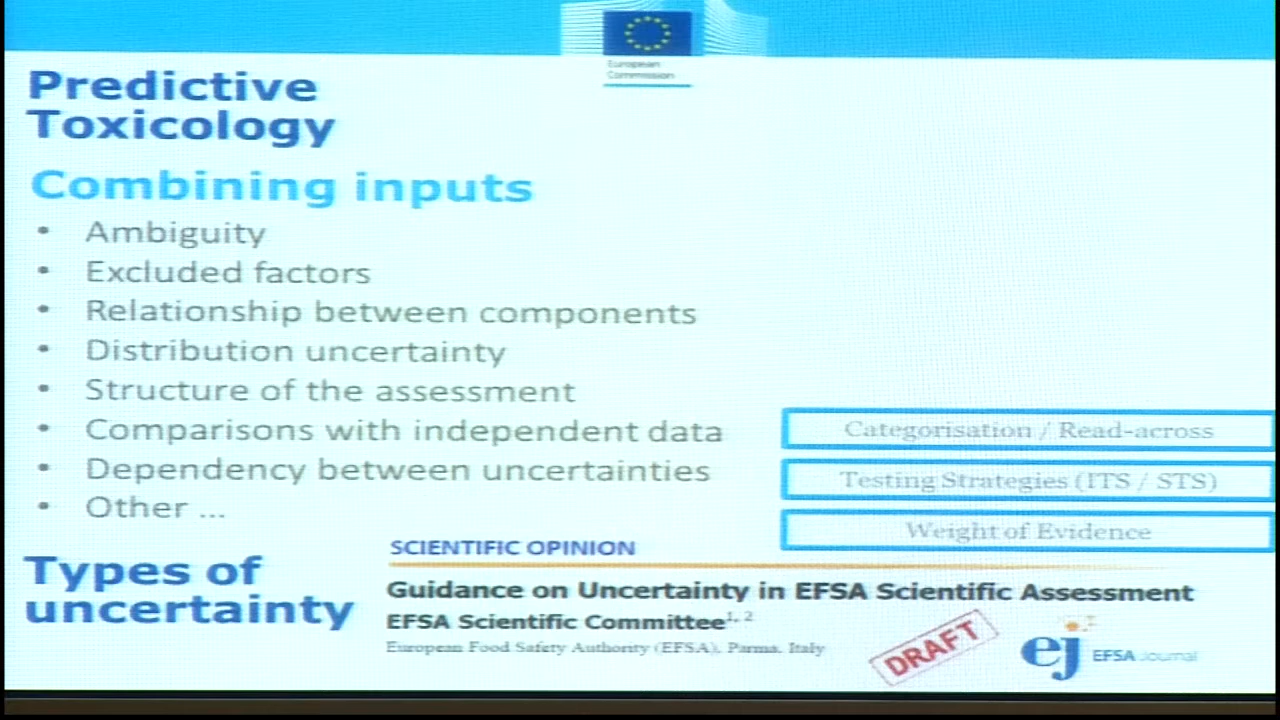 European
Commission
Predictive
Toxicology
Combining inputs
• Ambiguity
• Excluded factors
• Relationship between components
• Distribution uncertainty
• Structure of the assessment
• Comparisons with independent data
• Dependency between uncertainties
• Other ...
Categorisation / Read-across
Testing Strategies (ITS / STS)
Weight of Evidence
Types of
uncertainty
SCIENTIFIC OPINION
Guidance on Uncertainty in EFSA Scientific Assessment
EFSA Scientific Committee1, 2
European Food Safety Authority (EFSA), Parma, Italy
DRAFT
ej EFSA Journal